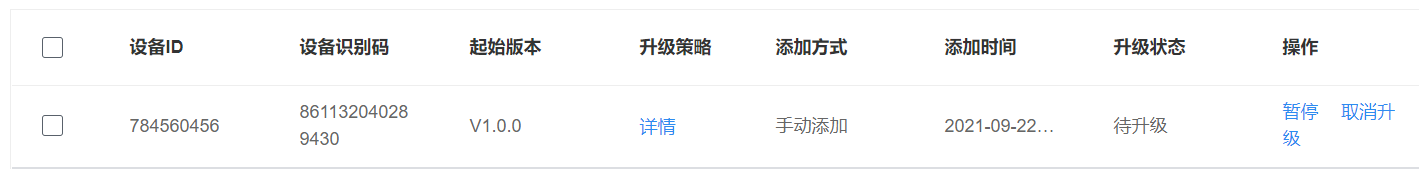 设备ID 设备识别码 起始版本 升级策略 添加方式 添加时间 升级状态 操作
784560456 86113204028 V1.0.0 详情 手动添加 2021-09-22… 待升级 暂停 取消升
9430 级